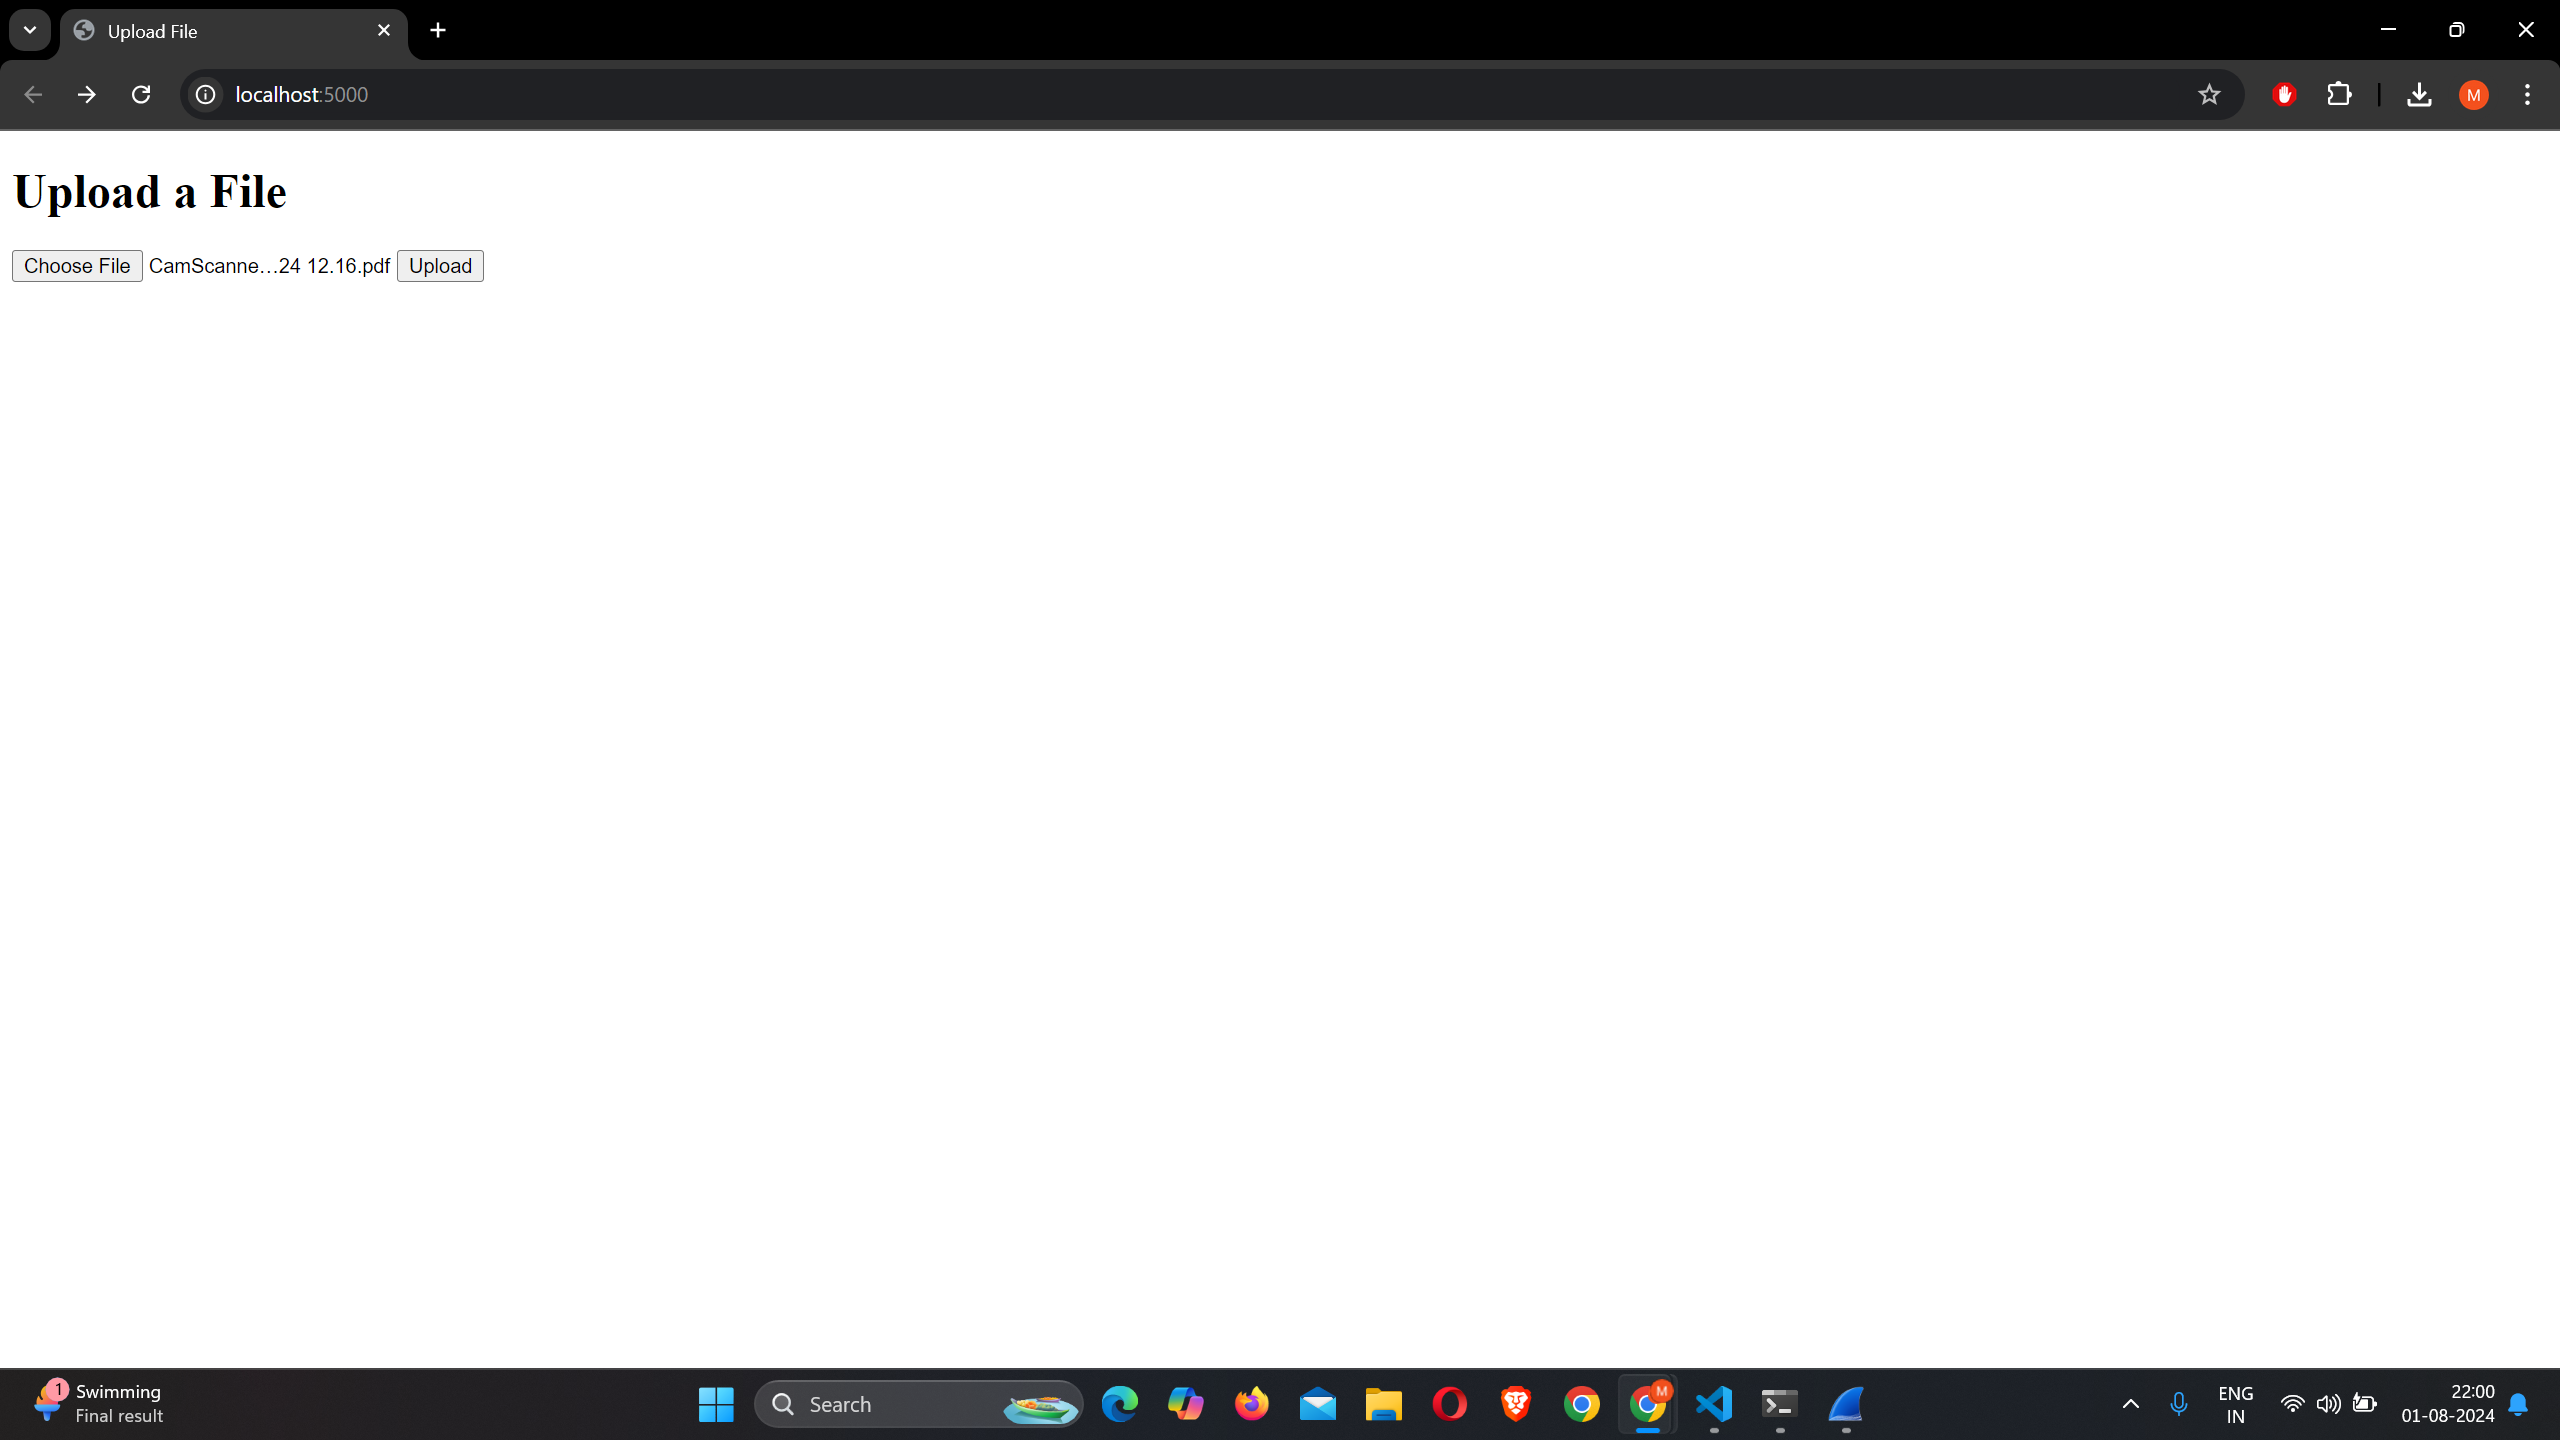 Upload File
localhost:5000
M
Upload a File
Choose File CamScanne...24 12.16.pdf Upload
1
Swimming
Final result
Search
M
ENG
IN
22:00
01-08-2024